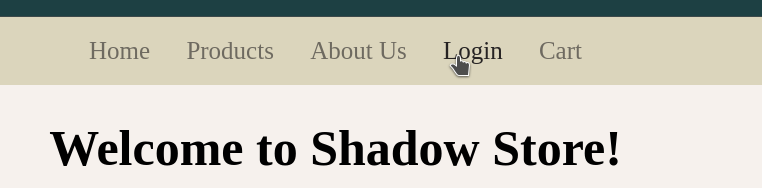 Home Products About Us Login Cart
Welcome to Shadow Store!